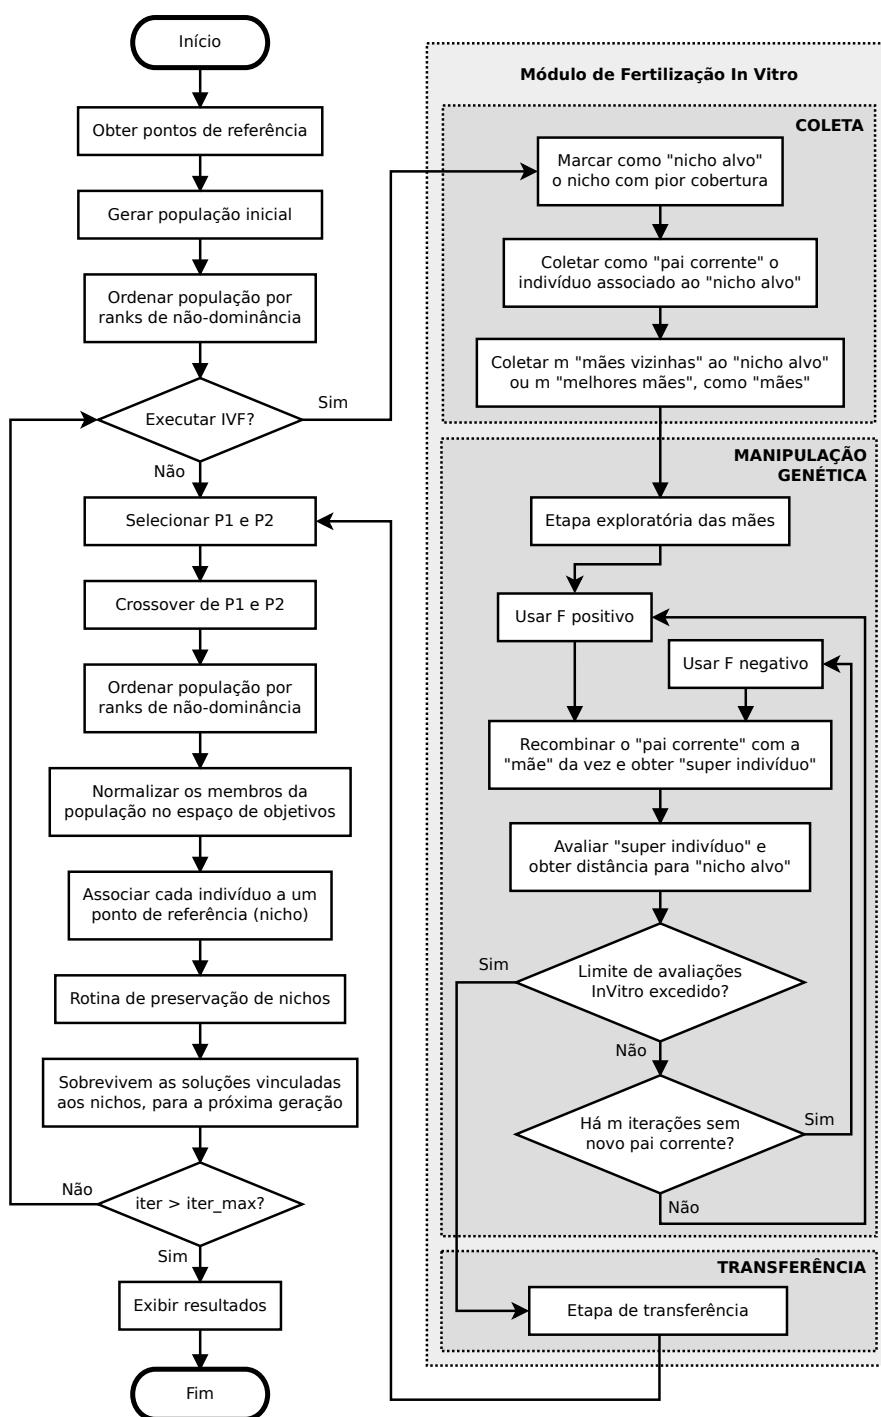 Início
Obter pontos de referência
Gerar população inicial
Ordenar população por
ranks de não-dominância
Executar IVF?
Sim
Não
Selecionar P1 e P2
Crossover de P1 e P2
Ordenar população por
ranks de não-dominância
Normalizar os membros da
população no espaço de objetivos
Associar cada indivíduo a um
ponto de referência (nicho)
Rotina de preservação de nichos
Sobrevivem as soluções vinculadas
aos nichos, para a próxima geração
iter > iter_max?
Não
Sim
Exibir resultados
Fim
Módulo de Fertilização In Vitro
COLETA
Marcar como "nicho alvo"
o nicho com pior cobertura
Coletar como "pai corrente" o
indivíduo associado ao "nicho alvo"
Coletar m "mães vizinhas" ao "nicho alvo"
ou m "melhores mães", como "mães"
MANIPULAÇÃO
GENÉTICA
Etapa exploratória das mães
Usar F positivo
Usar F negativo
Recombinar o "pai corrente" com a
"mãe" da vez e obter "super indivíduo"
Avaliar "super indivíduo" e
obter distância para "nicho alvo"
Limite de avaliações
InVitro excedido?
Sim
Não
Há m iterações sem
novo pai corrente?
Sim
Não
TRANSFERÊNCIA
Etapa de transferência